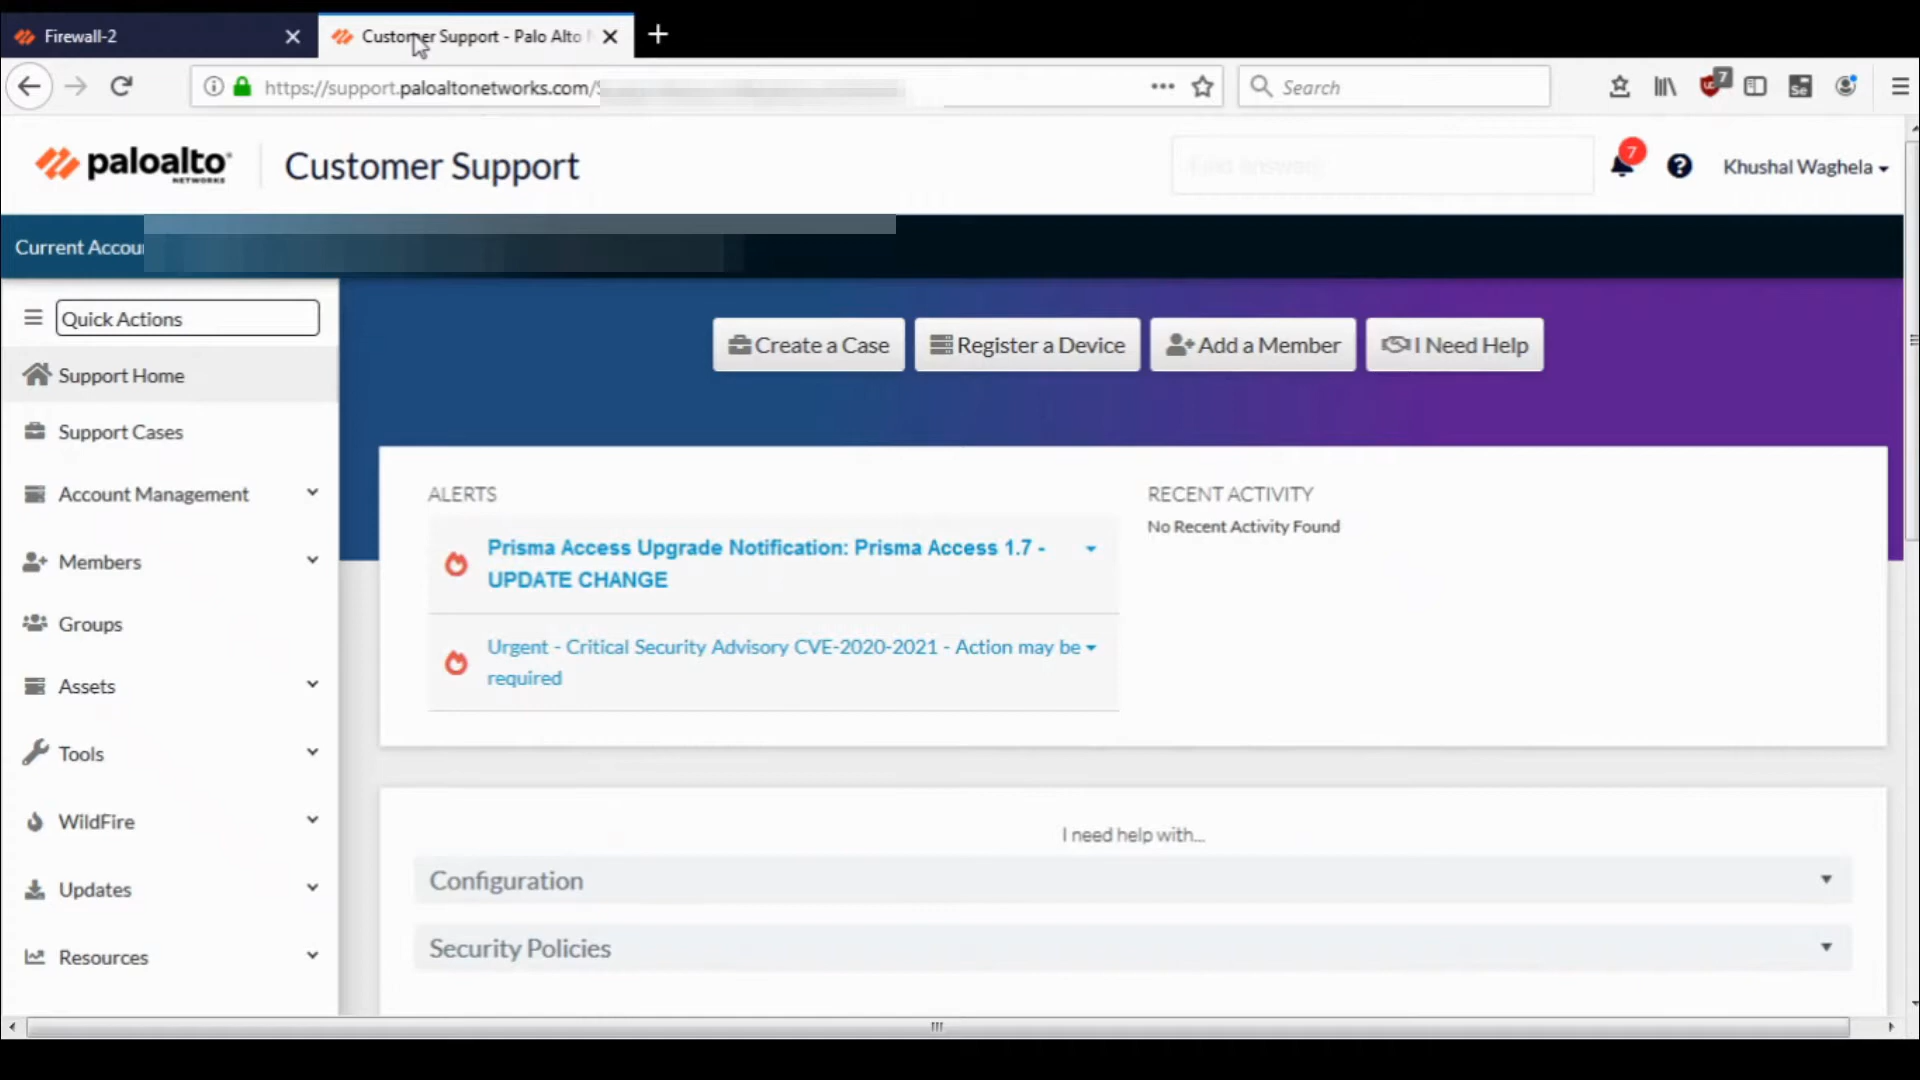 Firewall-2
Customer Support - Palo Alto
https://support.paloaltonetworks.com/
Search
7
paloalto
NETWORKS
Customer Support
Find answers
7
Khushal Waghela
Current Accou
Quick Actions
Create a Case
Register a Device
Add a Member
I Need Help
Support Home
Support Cases
Account Management
Members
Groups
Assets
Tools
WildFire
Updates
Resources
ALERTS
Prisma Access Upgrade Notification: Prisma Access 1.7 -
UPDATE CHANGE
Urgent - Critical Security Advisory CVE-2020-2021 - Action may be
required
RECENT ACTIVITY
No Recent Activity Found
I need help with...
Configuration
Security Policies